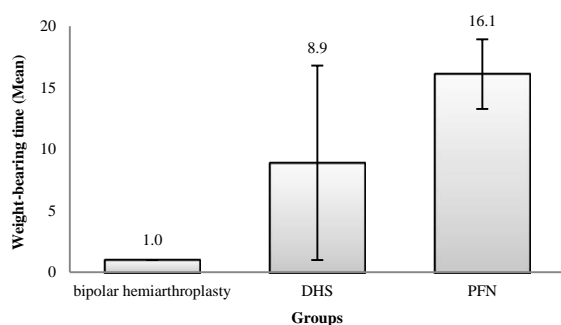 Weight-bearing time (Mean)
20
15
10
5
0
1.0
8.9
16.1
bipolar hemiarthroplasty
DHS
PFN
Groups